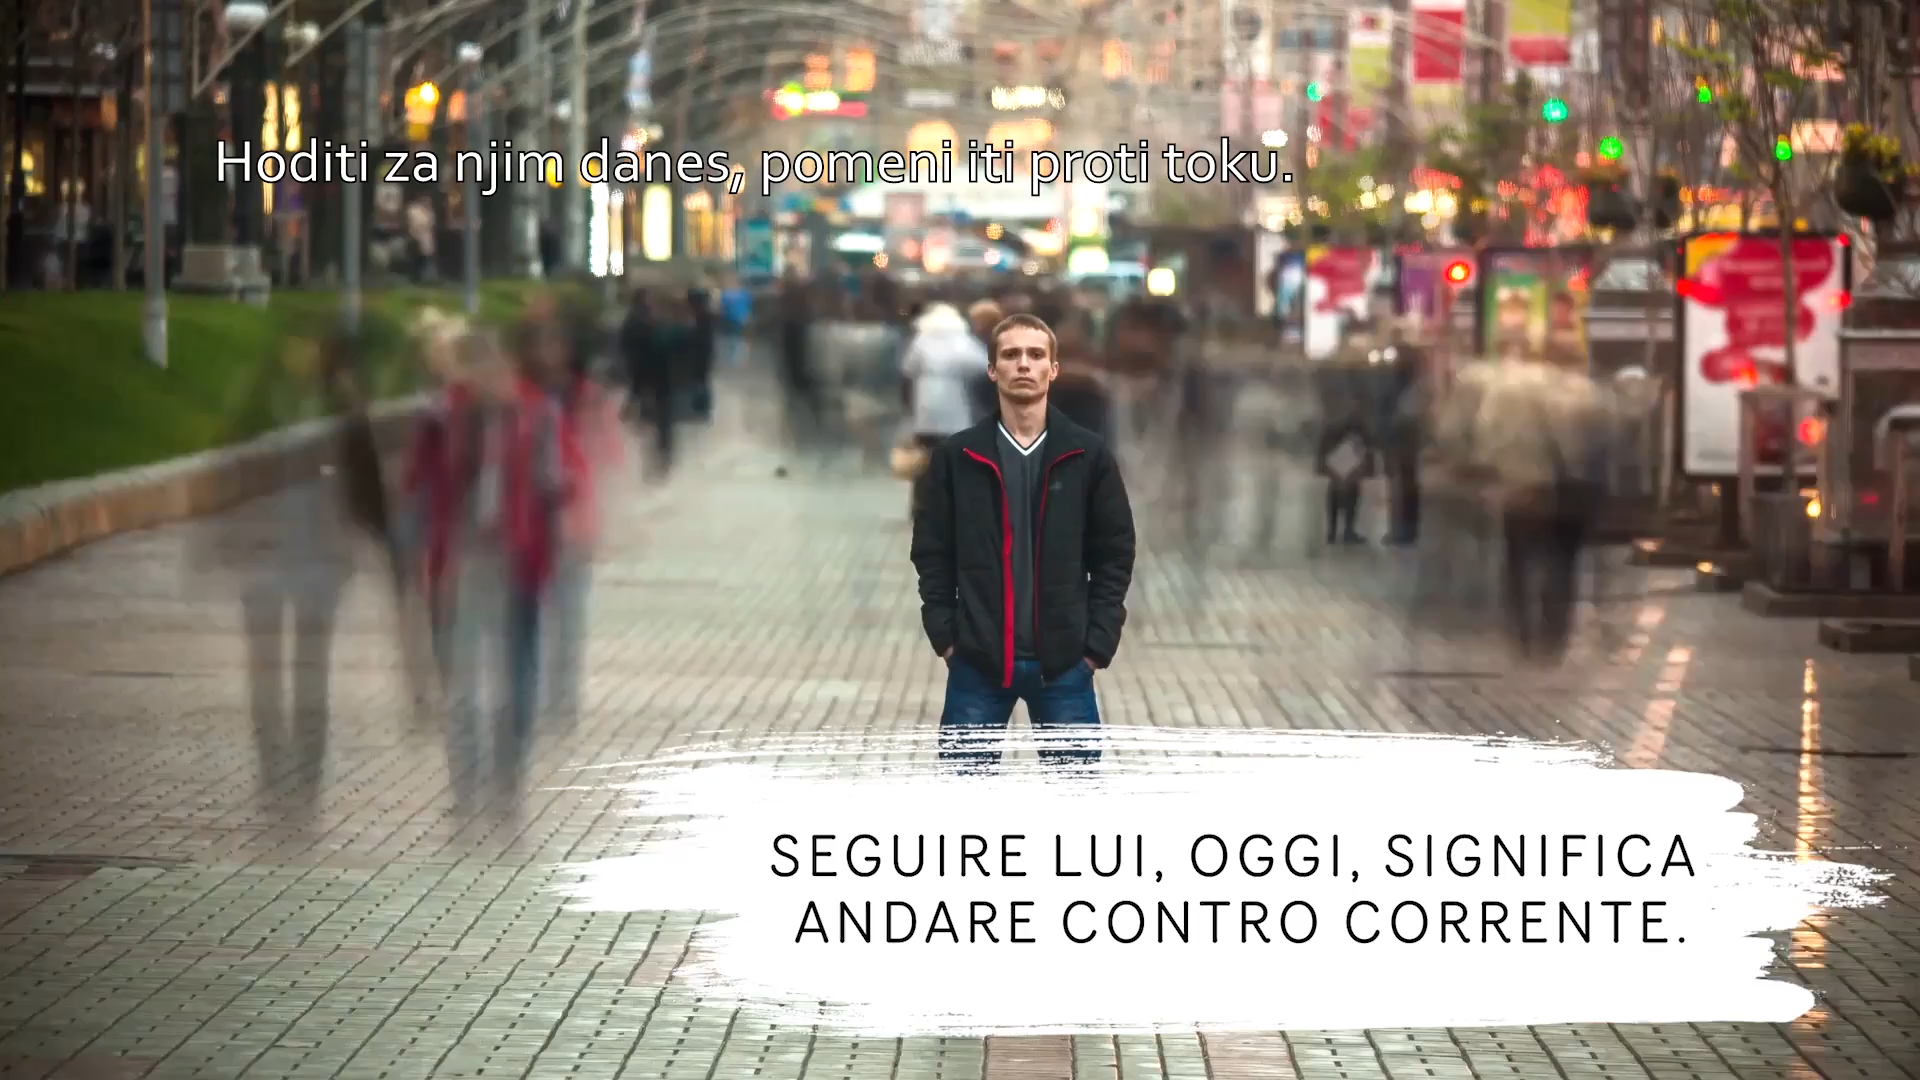 Hoditi za njim danes, pomeni iti proti toku.
SEGUIRE LUI, OGGI, SIGNIFICA
ANDARE CONTRO CORRENTE.